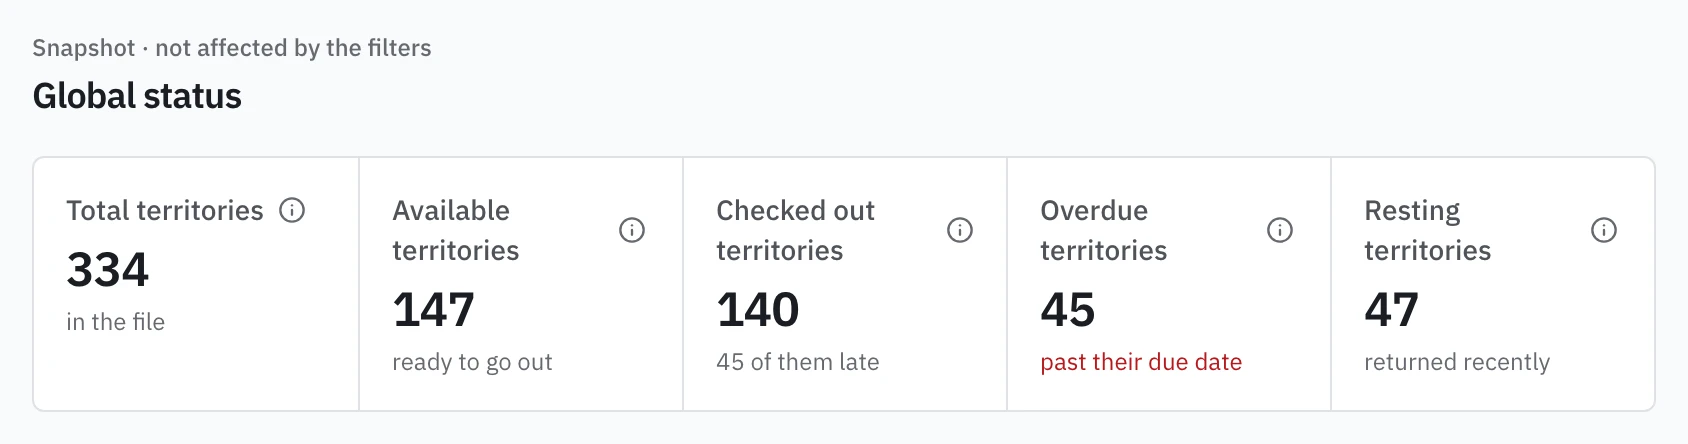 Snapshot · not affected by the filters
Global status
Total territories
334
in the file
Available
territories
147
ready to go out
Checked out
territories
140
45 of them late
Overdue
territories
45
past their due date
Resting
territories
47
returned recently